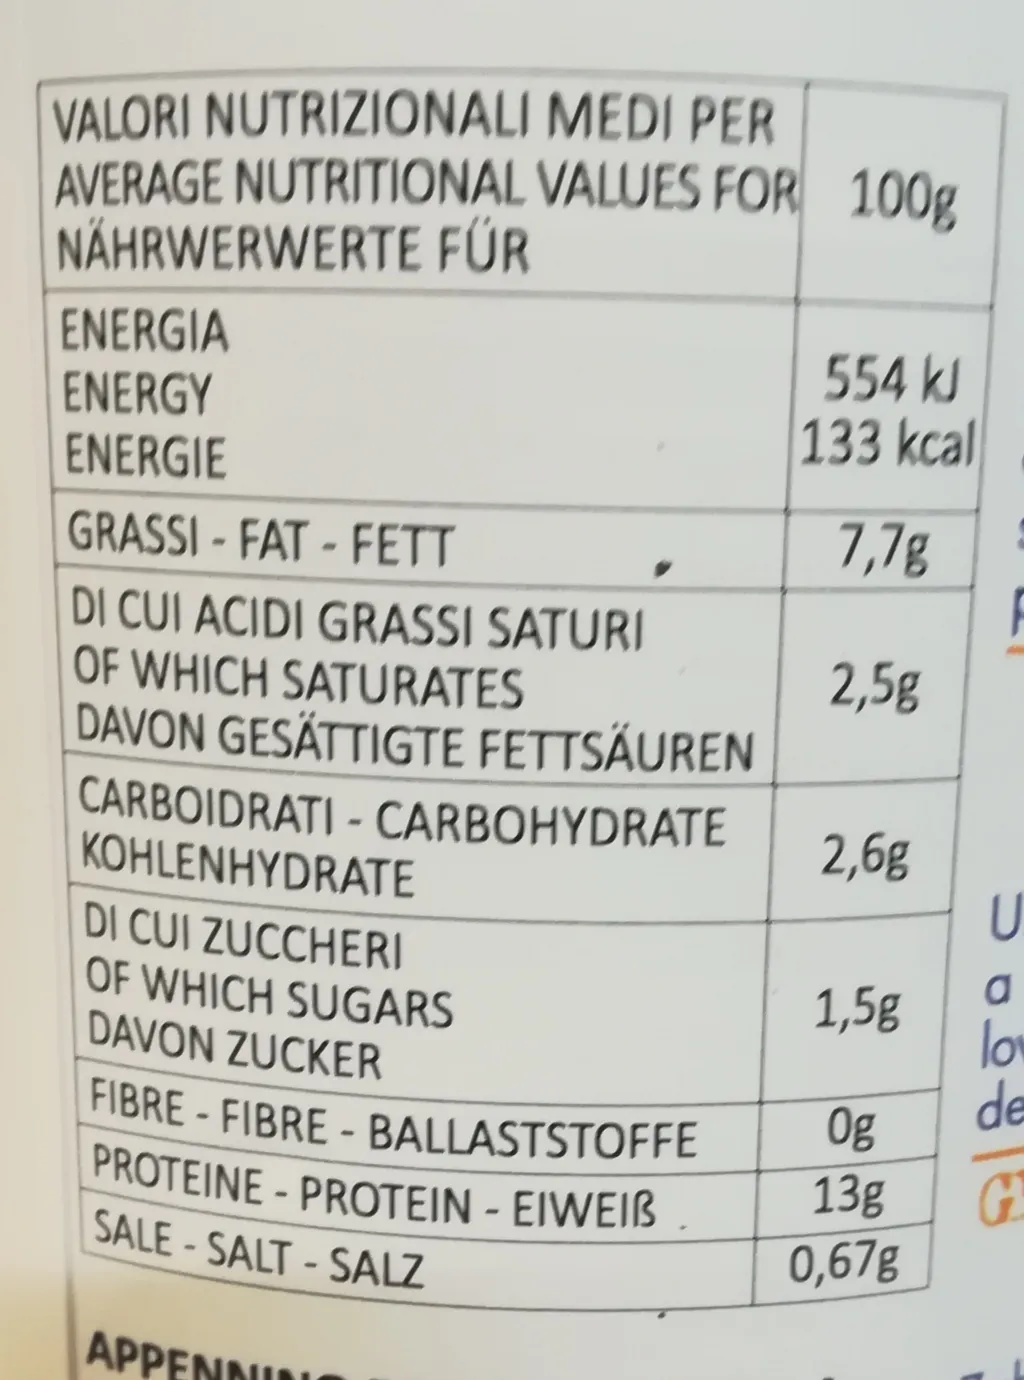 VALORI NUTRIZIONALI MEDI PER
AVERAGE NUTRITIONAL VALUES FOR
NÄHRWERWERTE FÜR
100g
ENERGIA
ENERGY
ENERGIE
554 kJ
133 kcal
GRASSI - FAT - FETT
7,7g
DI CUI ACIDI GRASSI SATURI
OF WHICH SATURATES
DAVON GESÄTTIGTE FETTSÄUREN
2,5g
CARBOIDRATI - CARBOHYDRATE
KOHLENHYDRATE
2,6g
DI CUI ZUCCHERI
OF WHICH SUGARS
DAVON ZUCKER
1,5g
FIBRE - FIBRE - BALLASTSTOFFE
0g
PROTEINE - PROTEIN - EIWEIß
13g
SALE - SALT - SALZ
0,67g